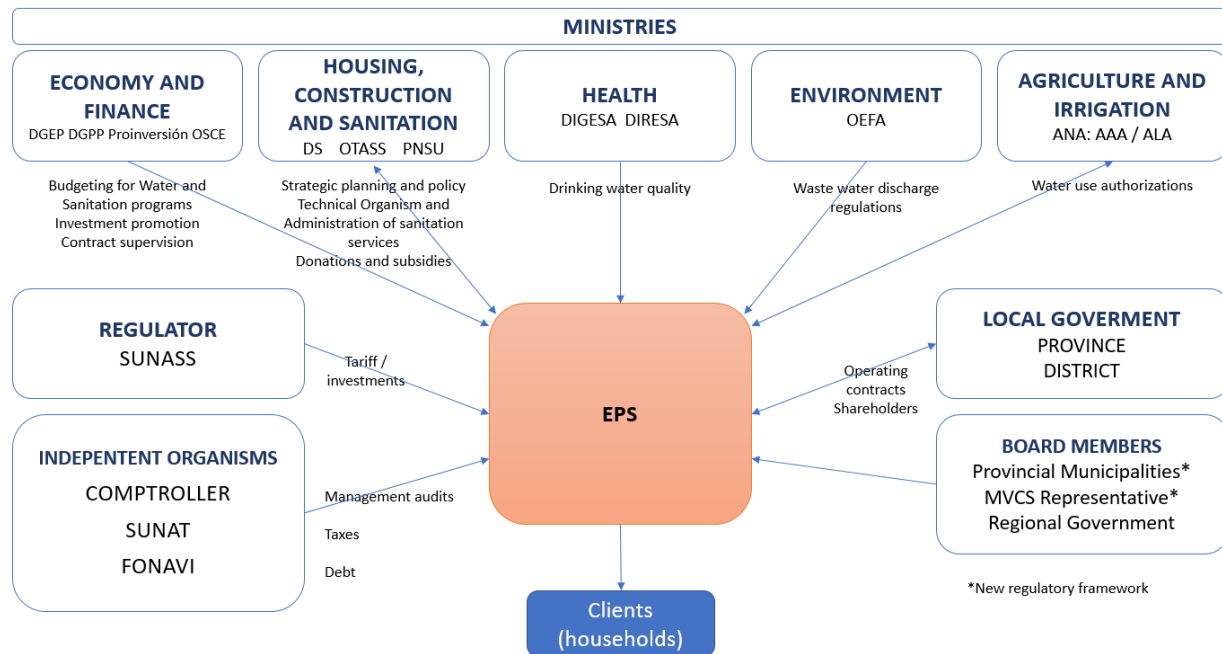 MINISTRIES
ECONOMY AND
FINANCE
DGEP DGPP Proinversión OSCE
HOUSING,
CONSTRUCTION
AND SANITATION
DS OTASS PNSU
HEALTH
DIGESA DIRESA
ENVIRONMENT
OEFA
AGRICULTURE AND
IRRIGATION
ANA: AAA / ALA
Budgeting for Water and
Sanitation programs
Investment promotion
Contract supervision
Strategic planning and policy
Technical Organism and
Administration of sanitation
services
Donations and subsidies
Drinking water quality
Waste water discharge
regulations
Water use authorizations
REGULATOR
SUNASS
Tariff /
investments
EPS
Operating
contracts
Shareholders
LOCAL GOVERMENT
PROVINCE
DISTRICT
INDEPENTENT ORGANISMS
COMPTROLLER
SUNAT
FONAVI
Management audits
Taxes
Debt
BOARD MEMBERS
Provincial Municipalities*
MVCS Representative*
Regional Government
*New regulatory framework
Clients
(households)